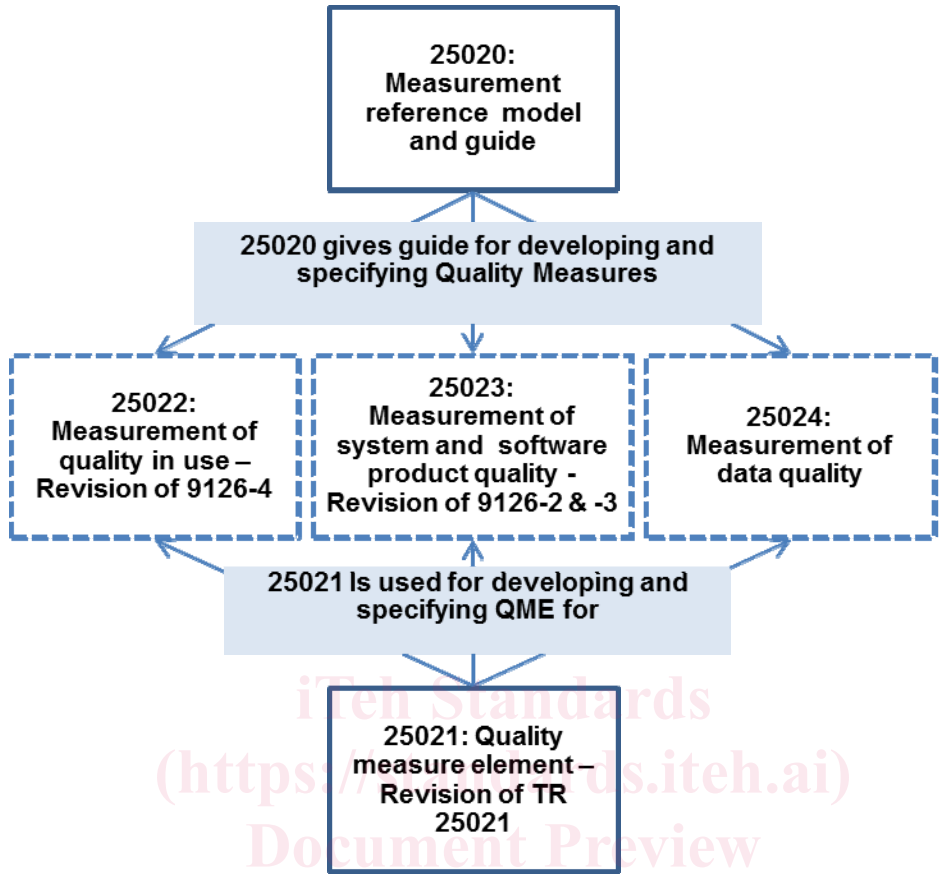 25020:
Measurement
reference model
and guide
25020 gives guide for developing and
specifying Quality Measures
25022:
Measurement of
quality in use –
Revision of 9126-4
25023:
Measurement of
system and software
product quality -
Revision of 9126-2 & -3
25024:
Measurement of
data quality
25021 Is used for developing and
specifying QME for
iTeh Standards
25021: Quality
measure element –
Revision of TR
25021
(https://standards.iteh.ai)
Document Preview